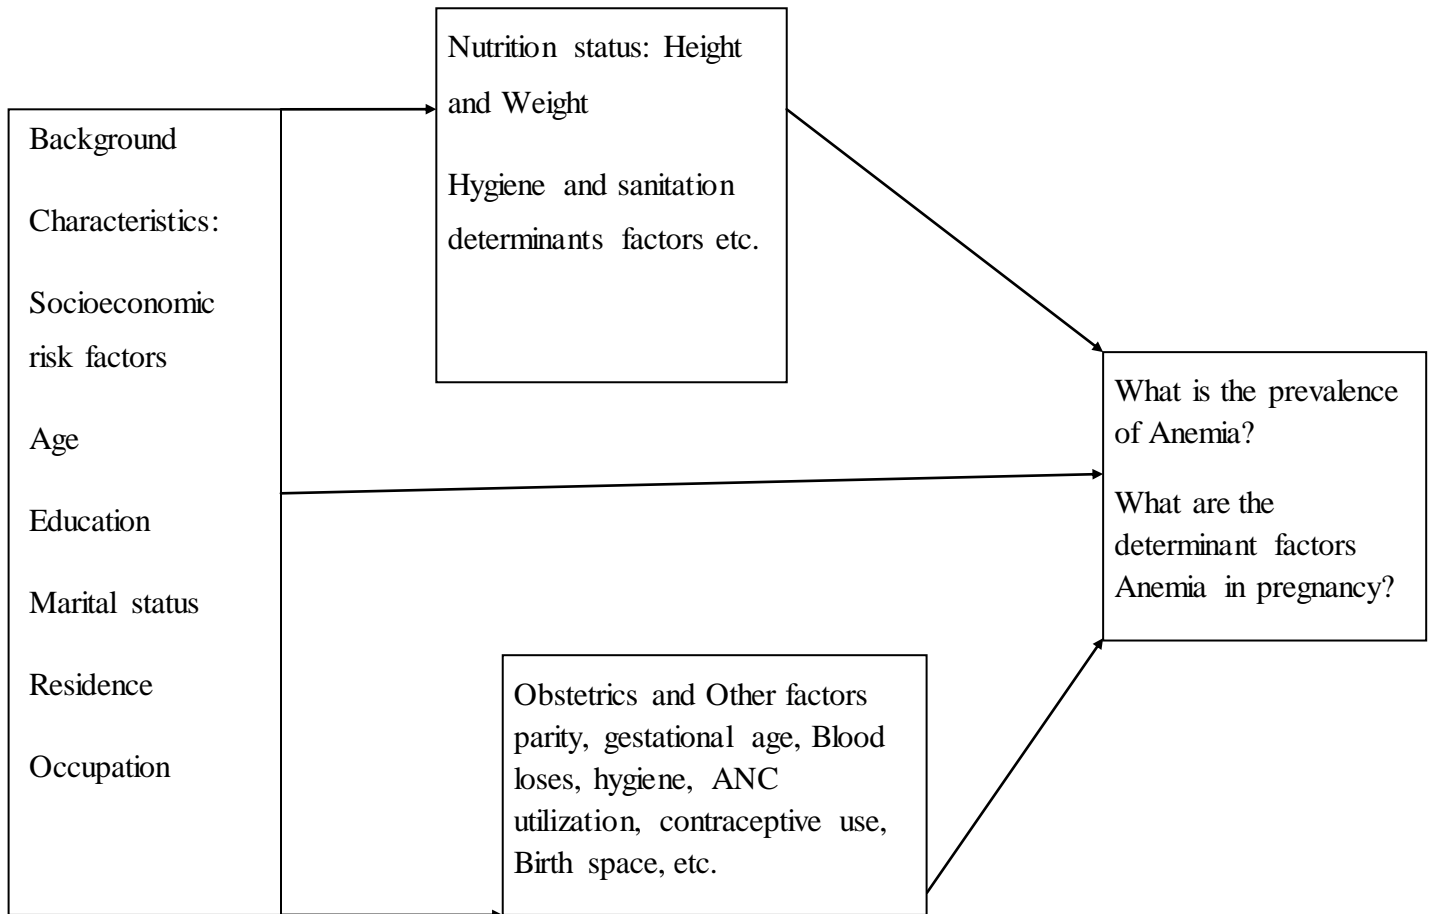 Background
Characteristics:
Socioeconomic
risk factors
Age
Education
Marital status
Residence
Occupation
Nutrition status: Height
and Weight
Hygiene and sanitation
determinants factors etc.
Obstetrics and Other factors
parity, gestational age, Blood
loses, hygiene, ANC
utilization, contraceptive use,
Birth space, etc.
What is the prevalence
of Anemia?
What are the
determinant factors
Anemia in pregnancy?